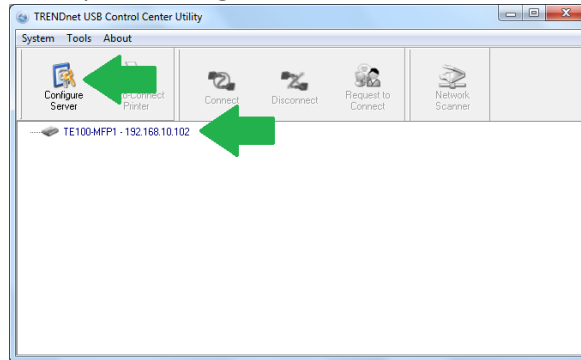 TRENDnet USB Control Center Utility
System Tools About
Configure Server
Printer
Connect
Disconnect
Request to Connect
Network Scanner
TE100-MFP1 - 192.168.10.102